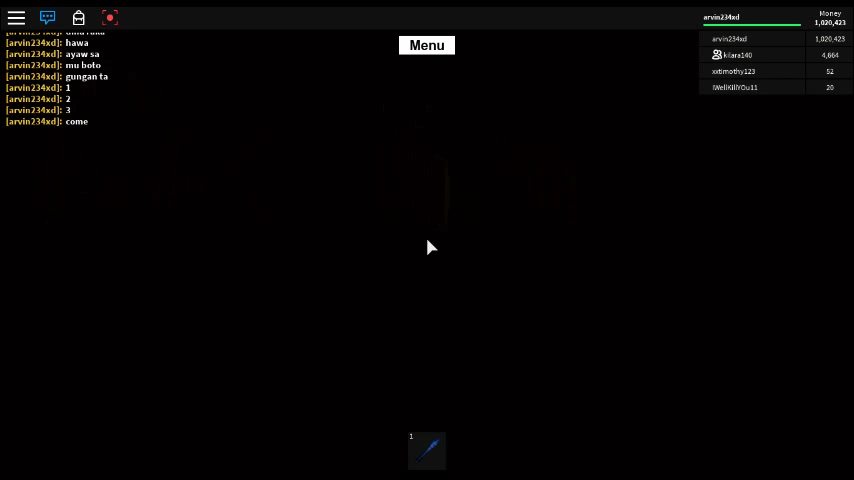 arvin234xd
Money
1,020,423
[arvin234xd]: hawa
[arvin234xd]: ayaw sa
[arvin234xd]: mu boto
[arvin234xd]: gungan ta
[arvin234xd]: 1
[arvin234xd]: 2
[arvin234xd]: 3
[arvin234xd]: come
Menu
arvin234xd 1,020,423
kilara140 4,664
xxtimothy123 52
IWellKillYOu11 20
1